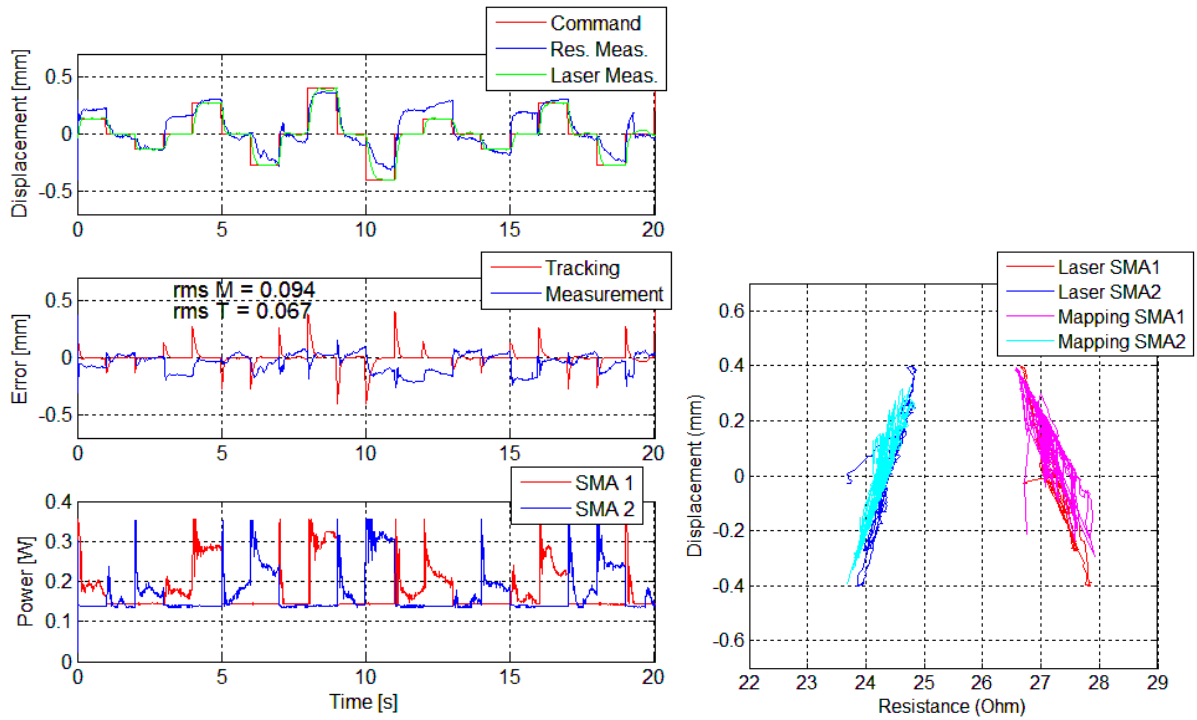 Command
Res. Meas.
Laser Meas.
Displacement [mm]
0.5
0
-0.5
0 5 10 15 20
Tracking
Measurement
rms M = 0.094
rms T = 0.067
Error [mm]
0.5
0
-0.5
0 5 10 15 20
SMA 1
SMA 2
Power [W]
0.4
0.3
0.2
0.1
0
0 5 10 15 20
Time [s]
Laser SMA1
Laser SMA2
Mapping SMA1
Mapping SMA2
Displacement (mm)
0.6
0.4
0.2
0
-0.2
-0.4
-0.6
22 23 24 25 26 27 28 29
Resistance (Ohm)